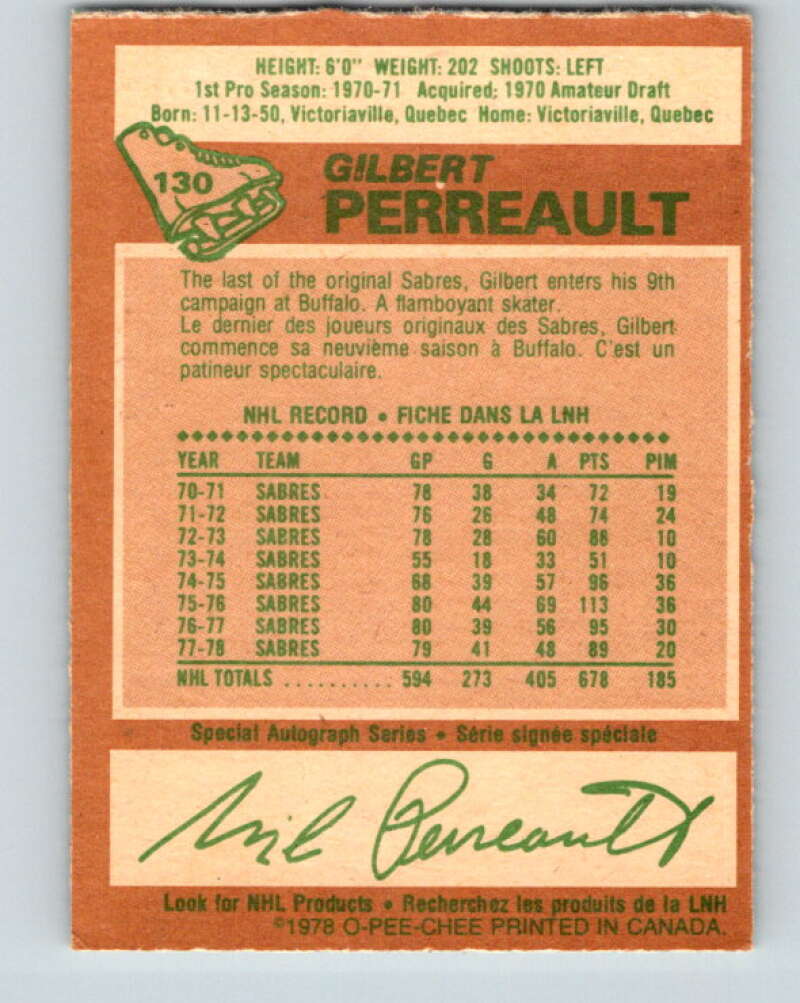 HEIGHT: 6'0" WEIGHT: 202 SHOOTS: LEFT
1st Pro Season: 1970-71 Acquired: 1970 Amateur Draft
Born: 11-13-50, Victoriaville, Quebec Home: Victoriaville, Quebec
130
GILBERT
PERREAULT
The last of the original Sabres, Gilbert enters his 9th
campaign at Buffalo. A flamboyant skater.
Le dernier des joueurs originaux des Sabres, Gilbert
commence sa neuvième saison à Buffalo. C'est un
patineur spectaculaire.
NHL RECORD • FICHE DANS LA LNH
YEAR TEAM GP G A PTS PIM
70-71 SABRES 78 38 34 72 19
71-72 SABRES 76 26 48 74 24
72-73 SABRES 78 28 60 88 10
73-74 SABRES 55 18 33 51 10
74-75 SABRES 68 39 57 96 36
75-76 SABRES 80 44 69 113 36
76-77 SABRES 80 39 56 95 30
77-78 SABRES 79 41 48 89 20
NHL TOTALS .......... 594 273 405 678 185
Special Autograph Series • Série signée spéciale
Gil Perreault
Look for NHL Products • Recherchez les produits de la LNH
©1978 O-PEE-CHEE PRINTED IN CANADA.